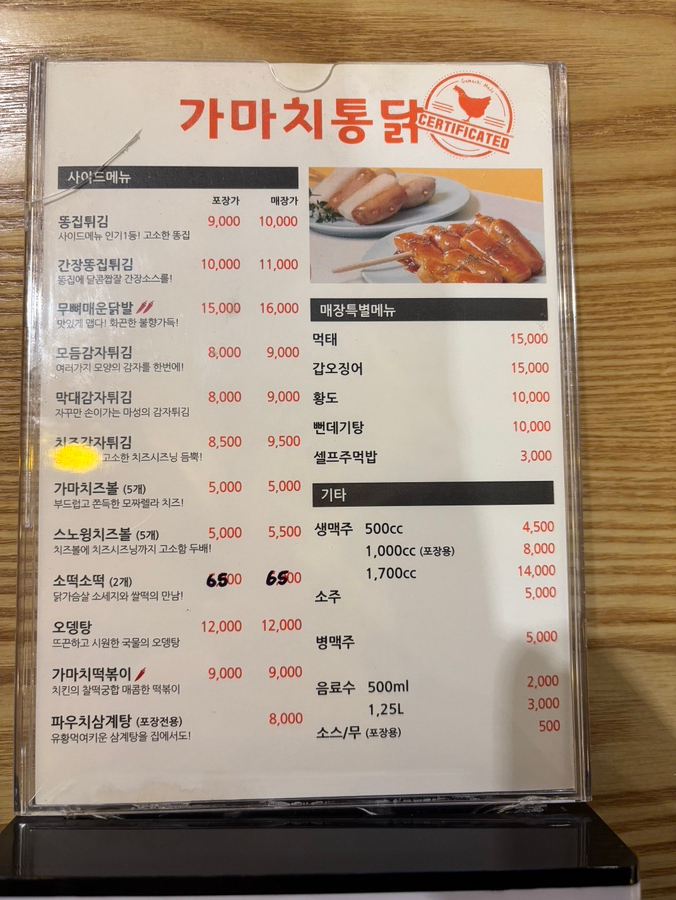 가마치통닭
CERTIFICATED
사이드메뉴
포장가 매장가
똥집튀김 9,000 10,000
사이드메뉴 인기1등! 고소한 똥집
간장똥집튀김 10,000 11,000
똥집에 달콤짭잘 간장소스를!
무뼈매운닭발 15,000 16,000
맛있게 맵다! 화끈한 불향가득!
모듬감자튀김 8,000 9,000
여러가지 모양의 감자를 한번에!
막대감자튀김 8,000 9,000
자꾸만 손이가는 마성의 감자튀김
치즈감자튀김 8,500 9,500
고소한 치즈시즈닝 듬뿍!
가마치즈볼 (5개) 5,000 5,000
부드럽고 쫀득한 모짜렐라 치즈!
스노윙치즈볼 (5개) 5,000 5,500
치즈볼에 치즈시즈닝까지 고소함 두배!
소떡소떡 (2개) 6500 6500
닭가슴살 소세지와 쌀떡의 만남!
오뎅탕 12,000 12,000
뜨끈하고 시원한 국물의 오뎅탕
가마치떡볶이 9,000 9,000
치킨의 찰떡궁합 매콤한 떡볶이
파우치삼계탕 (포장전용) 8,000
유황먹여키운 삼계탕을 집에서도!
매장특별메뉴
먹태 15,000
갑오징어 15,000
황도 10,000
뻔데기탕 10,000
셀프주먹밥 3,000
기타
생맥주 500cc 4,500
1,000cc (포장용) 8,000
1,700cc 14,000
소주 5,000
병맥주 5,000
음료수 500ml 2,000
1,25L 3,000
소스/무 (포장용) 500